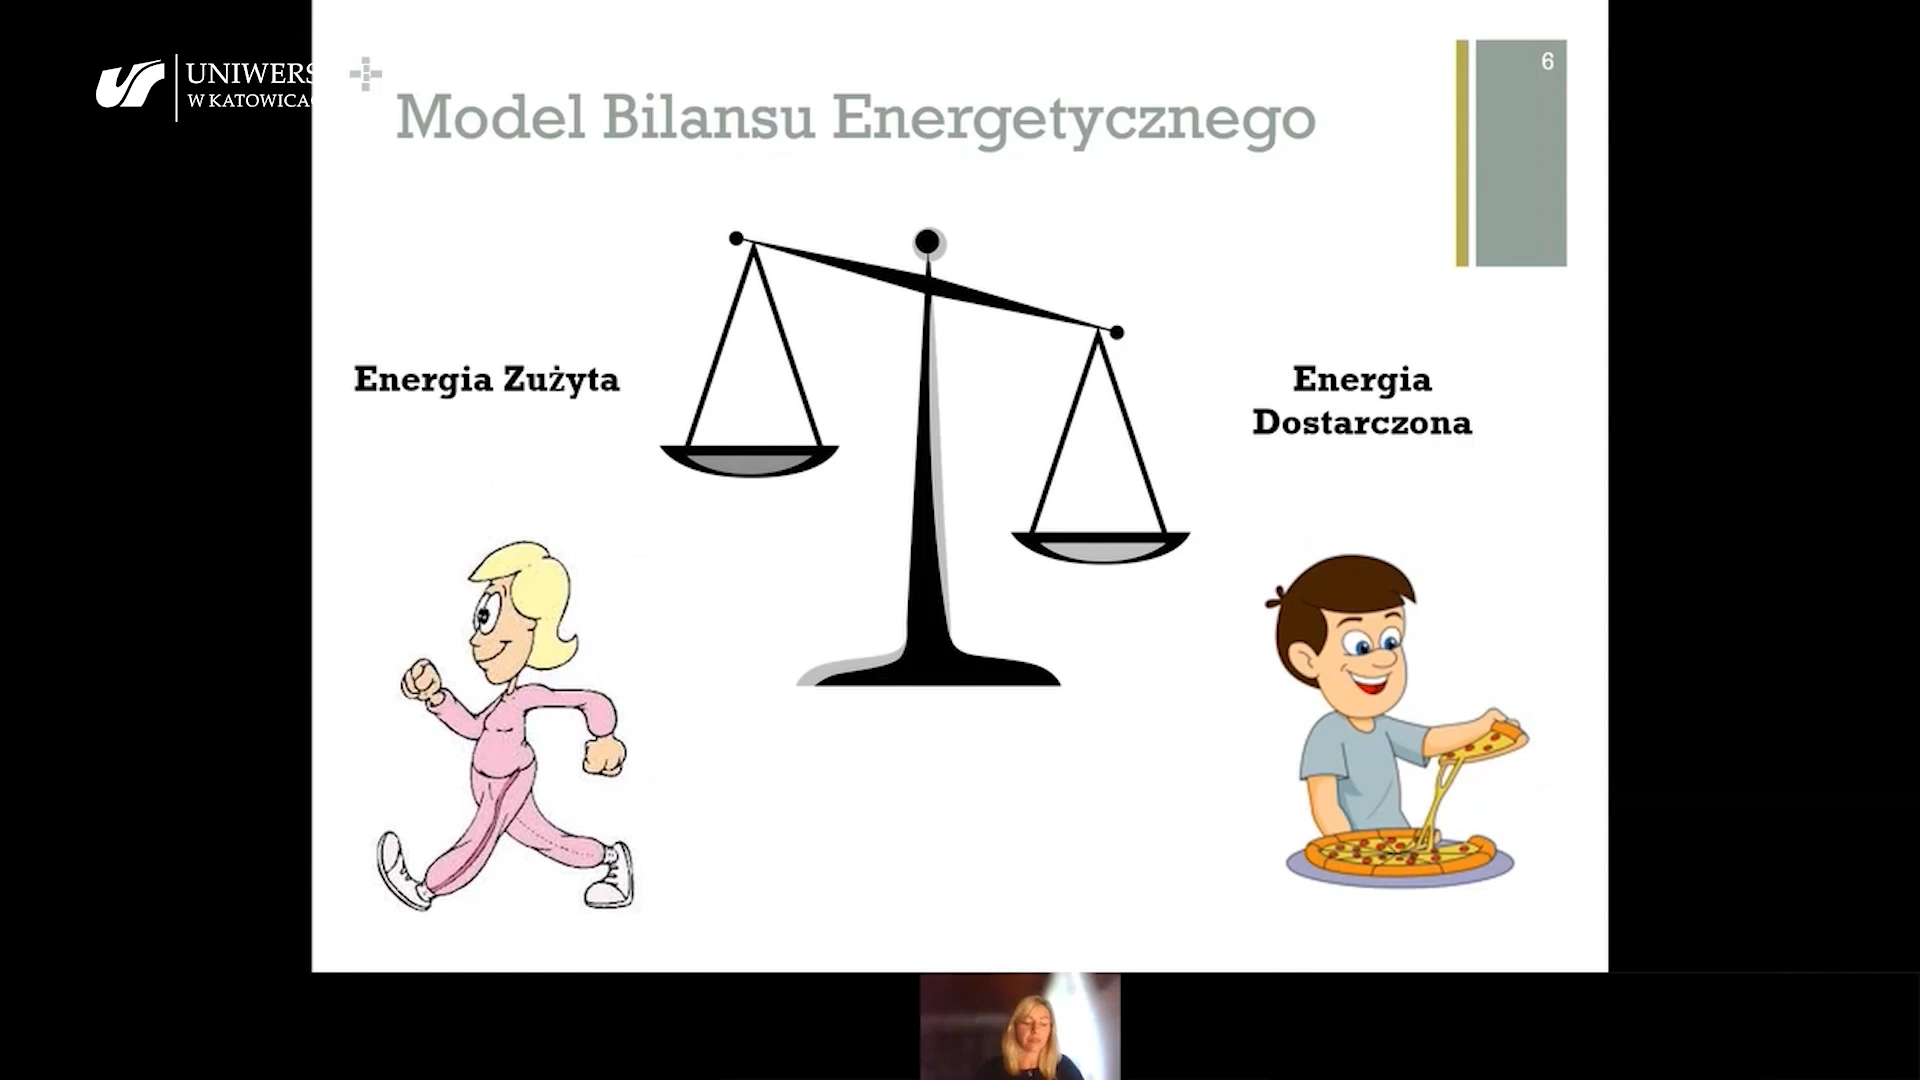 UNIWERS
W KATOWICA
6
Model Bilansu Energetycznego
Energia Zużyta
Energia
Dostarczona